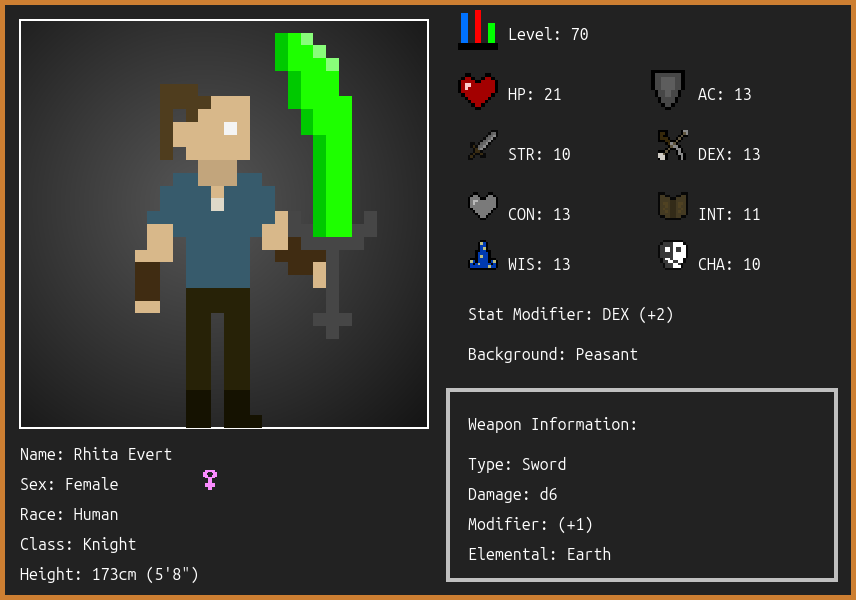 Level: 70
HP: 21
AC: 13
STR: 10
DEX: 13
CON: 13
INT: 11
WIS: 13
CHA: 10
Stat Modifier: DEX (+2)
Background: Peasant
Weapon Information:
Type: Sword
Damage: d6
Modifier: (+1)
Elemental: Earth
Name: Rhita Evert
Sex: Female
Race: Human
Class: Knight
Height: 173cm (5'8")